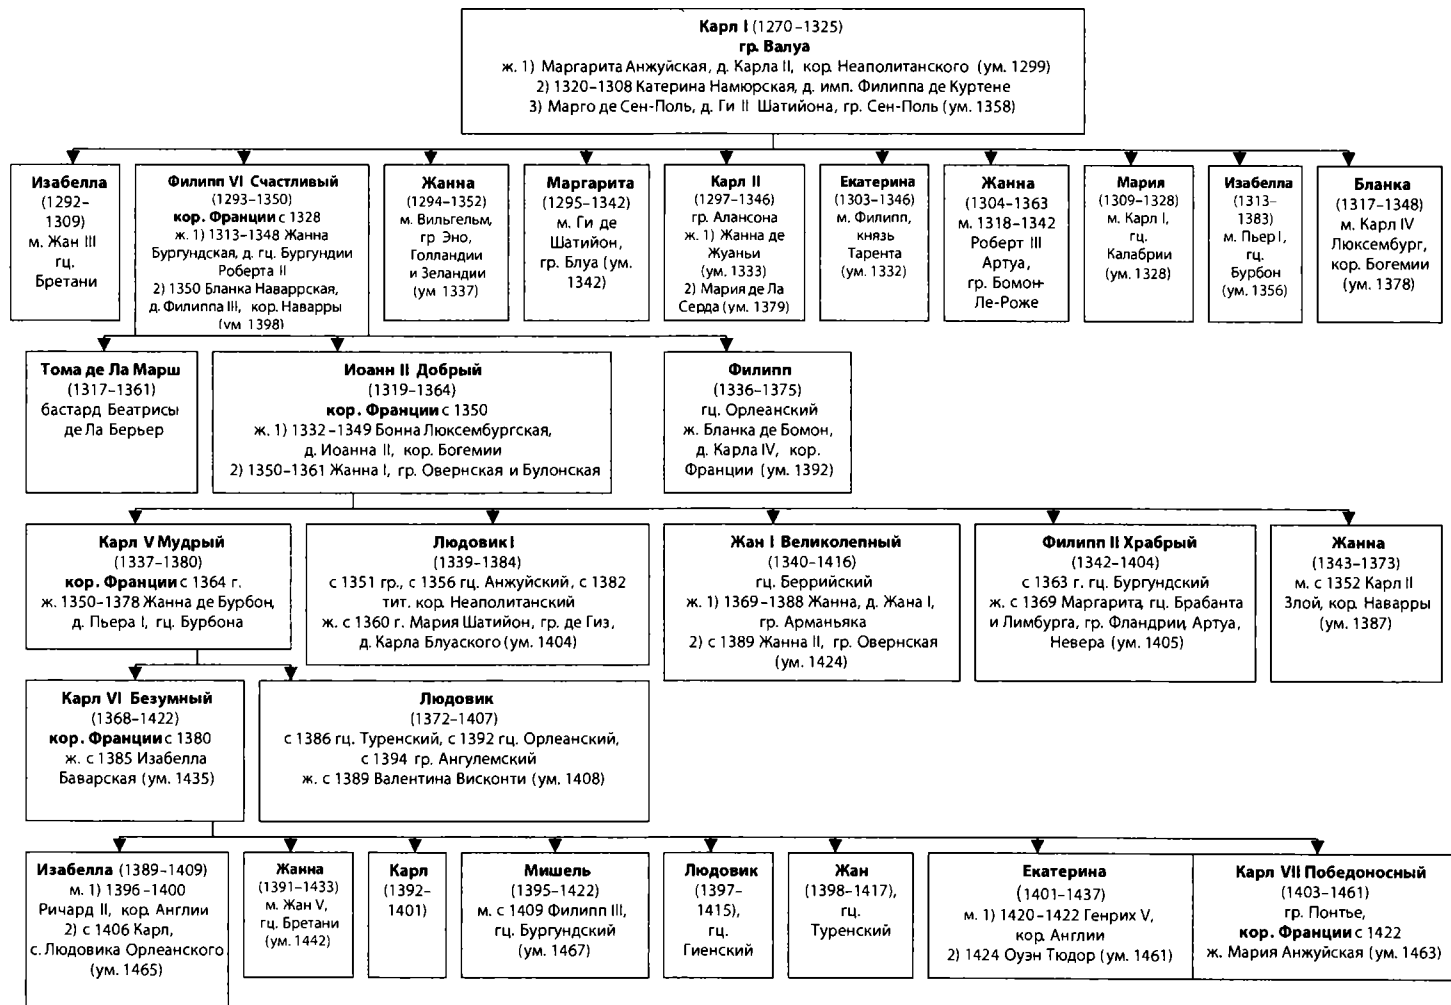 Карл I (1270–1325)
гр. Валуа
ж. 1) Маргарита Анжуйская, д. Карла II, кор. Неаполитанского (ум. 1299)
2) 1320–1308 Катерина Намюрская, д. имп. Филиппа де Куртене
3) Марго де Сен-Поль, д. Ги II Шатийона, гр. Сен-Поль (ум. 1358)
Изабелла
(1292–
1309)
м. Жан III
гц.
Бретани
Филипп VI Счастливый
(1293–1350)
кор. Франции с 1328
ж. 1) 1313–1348 Жанна
Бургундская, д. гц. Бургундии
Роберта II
2) 1350 Бланка Наваррская,
д. Филиппа III, кор. Наварры
(ум 1398)
Жанна
(1294–1352)
м. Вильгельм,
гр Эно,
Голландии
и Зеландии
(ум 1337)
Маргарита
(1295–1342)
м. Ги де
Шатийон,
гр. Блуа (ум.
1342)
Карл II
(1297–1346)
гр. Алансона
ж. 1) Жанна де
Жуаньи
(ум. 1333)
2) Мария де Ла
Серда (ум. 1379)
Екатерина
(1303–1346)
м. Филипп,
князь
Тарента
(ум. 1332)
Жанна
(1304–1363
м. 1318–1342
Роберт III
Артуа,
гр. Бомон-
Ле-Роже
Мария
(1309–1328)
м. Карл I,
гц.
Калабрии
(ум. 1328)
Изабелла
(1313–
1383)
м. Пьер I,
гц.
Бурбон
(ум. 1356)
Бланка
(1317–1348)
м. Карл IV
Люксембург,
кор. Богемии
(ум. 1378)
Тома де Ла Марш
(1317–1361)
бастард Беатрисы
де Ла Берьер
Иоанн II Добрый
(1319–1364)
кор. Франции с 1350
ж. 1) 1332–1349 Бонна Люксембургская,
д. Иоанна II, кор. Богемии
2) 1350–1361 Жанна I, гр. Овернская и Булонская
Филипп
(1336–1375)
гц. Орлеанский
ж. Бланка де Бомон,
д. Карла IV, кор.
Франции (ум. 1392)
Карл V Мудрый
(1337–1380)
кор. Франции с 1364 г.
ж. 1350–1378 Жанна де Бурбон,
д. Пьера I, гц. Бурбона
Людовик I
(1339–1384)
с 1351 гр., с 1356 гц. Анжуйский, с 1382
тит. кор. Неаполитанский
ж. с 1360 г. Мария Шатийон, гр. де Гиз,
д. Карла Блуаского (ум. 1404)
Жан I Великолепный
(1340–1416)
гц. Беррийский
ж. 1) 1369–1388 Жанна, д. Жана I,
гр. Арманьяка
2) с 1389 Жанна II, гр. Овернская
(ум. 1424)
Филипп II Храбрый
(1342–1404)
с 1363 г. гц. Бургундский
ж. с 1369 Маргарита, гц. Брабанта
и Лимбурга, гр. Фландрии, Артуа,
Невера (ум. 1405)
Жанна
(1343–1373)
м. с 1352 Карл II
Злой, кор. Наварры
(ум. 1387)
Карл VI Безумный
(1368–1422)
кор. Франции с 1380
ж. с 1385 Изабелла
Баварская (ум. 1435)
Людовик
(1372–1407)
с 1386 гц. Туренский, с 1392 гц. Орлеанский,
с 1394 гр. Ангулемский
ж. с 1389 Валентина Висконти (ум. 1408)
Изабелла (1389–1409)
м. 1) 1396–1400
Ричард II, кор. Англии
2) с 1406 Карл,
с. Людовика Орлеанского
(ум. 1465)
Жанна
(1391–1433)
м. Жан V,
гц. Бретани
(ум. 1442)
Карл
(1392–
1401)
Мишель
(1395–1422)
м. с 1409 Филипп III,
гц. Бургундский
(ум. 1467)
Людовик
(1397–
1415),
гц.
Гиенский
Жан
(1398–1417),
гц.
Туренский
Екатерина
(1401–1437)
м. 1) 1420–1422 Генрих V,
кор. Англии
2) 1424 Оуэн Тюдор (ум. 1461)
Карл VII Победоносный
(1403–1461)
гр. Понтье,
кор. Франции с 1422
ж. Мария Анжуйская (ум. 1463)